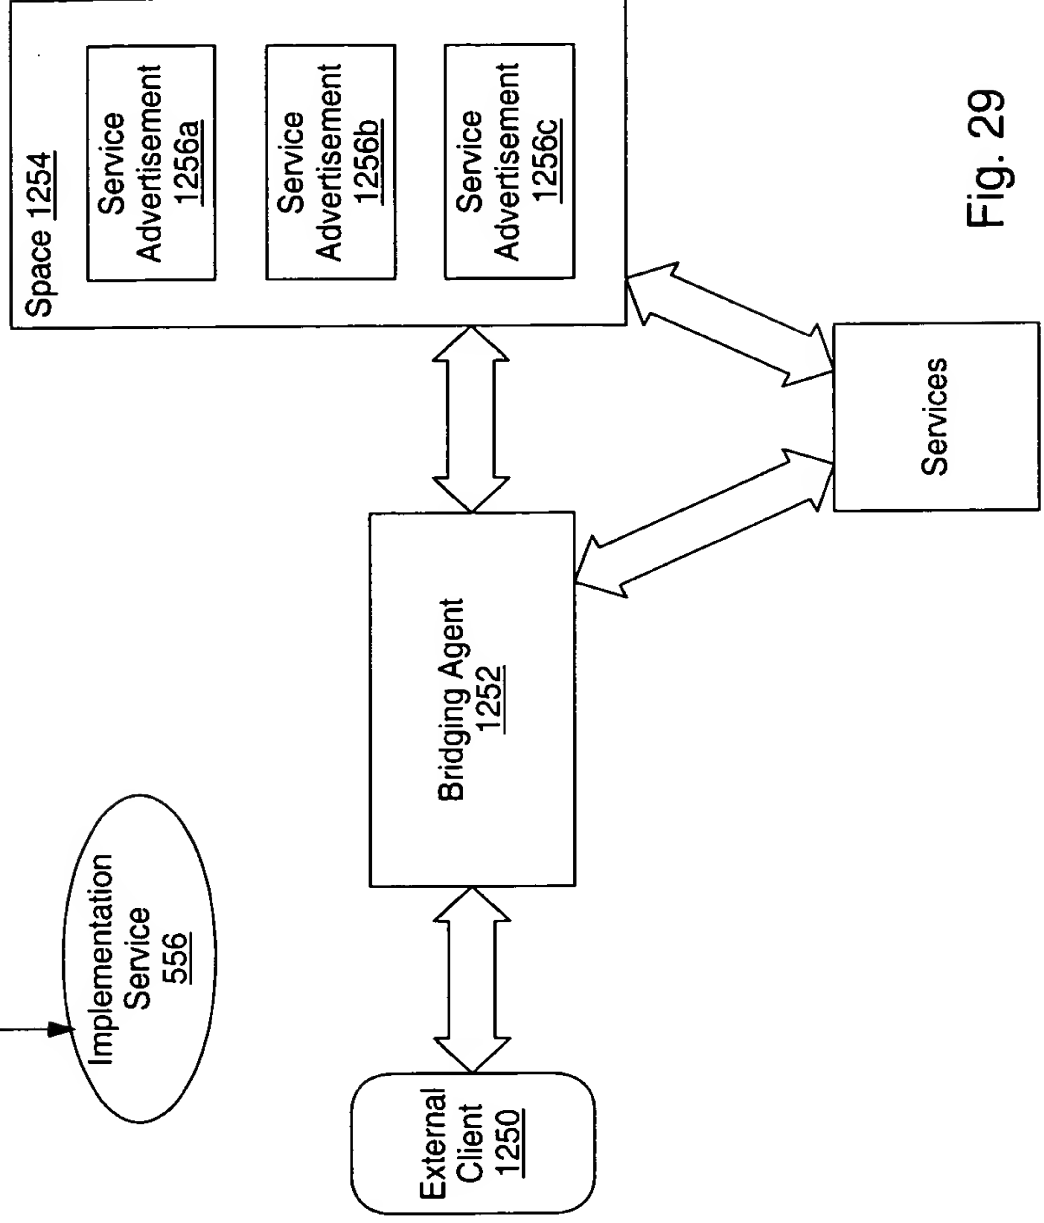 Implementation
Service
556
External
Client
1250
Bridging Agent
1252
Space 1254
Service
Advertisement
1256a
Service
Advertisement
1256b
Service
Advertisement
1256c
Services
Fig. 29